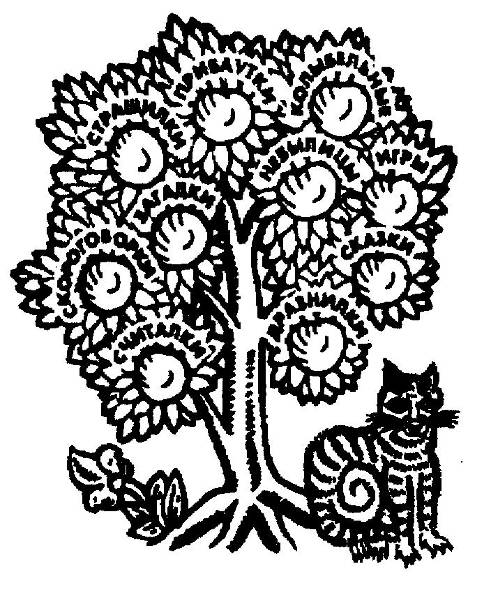 ПРИБАУТКИ
КОЛЫБЕЛЬНЫЕ
СТРАШИЛКИ
НЕБЫЛИЦЫ
ИГРЫ
ЗАГАДКИ
СКАЗКИ
СКОРОГОВОРКИ
ДРАЗНИЛКИ
СЧИТАЛКИ